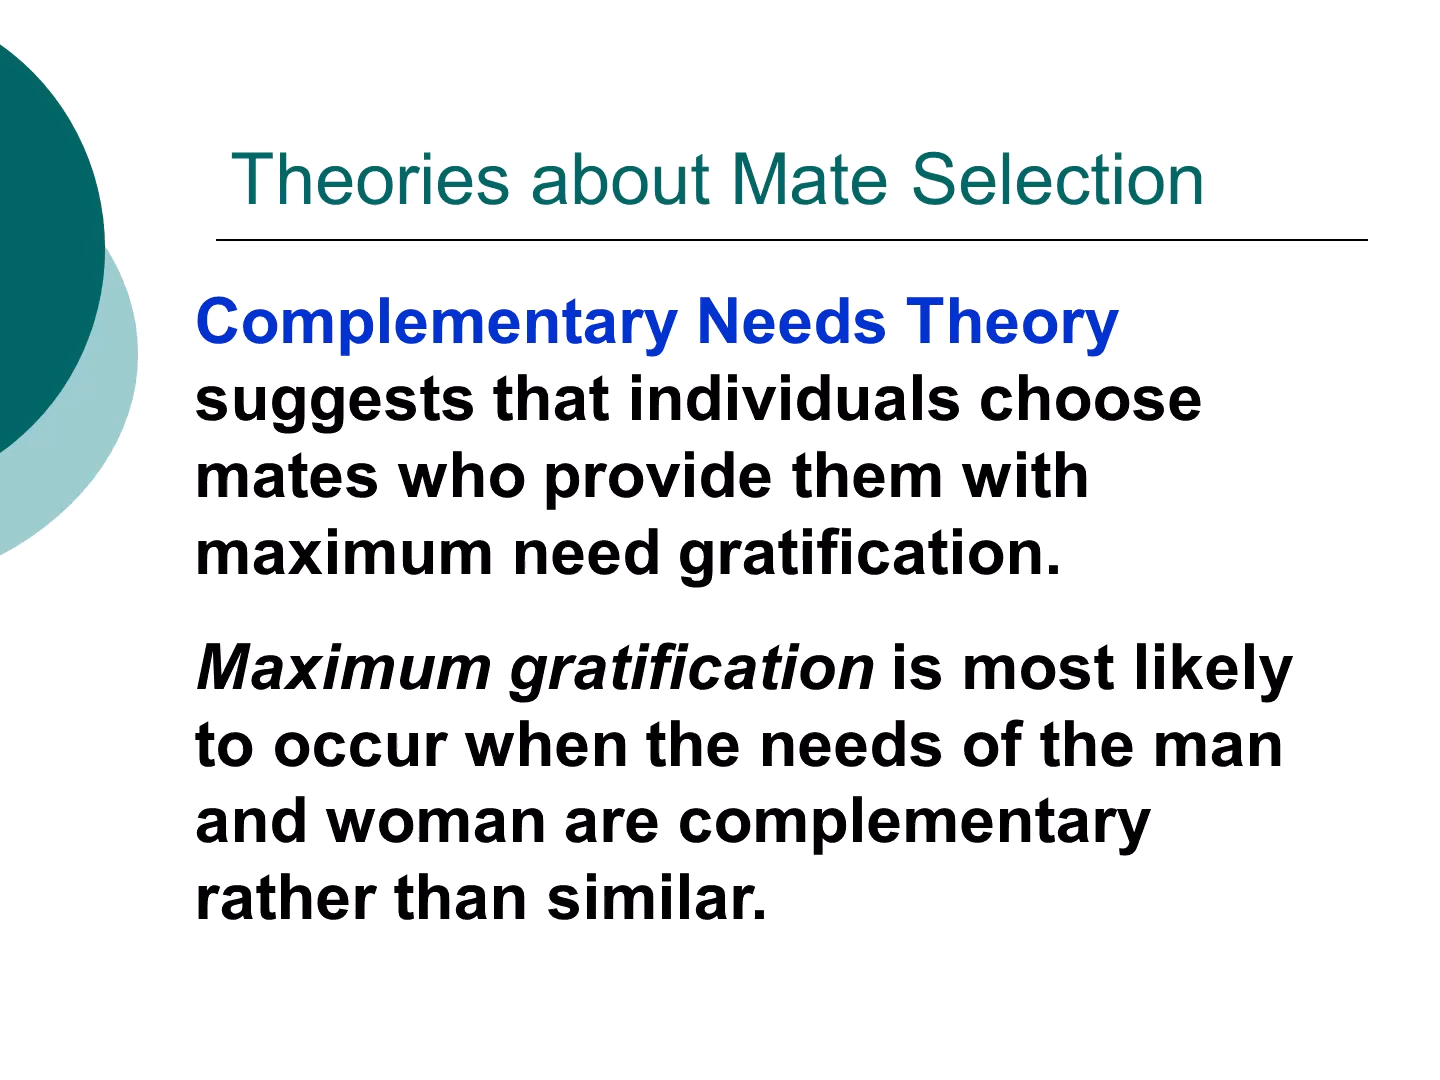 Theories about Mate Selection
Complementary Needs Theory
suggests that individuals choose
mates who provide them with
maximum need gratification.
Maximum gratification is most likely
to occur when the needs of the man
and woman are complementary
rather than similar.